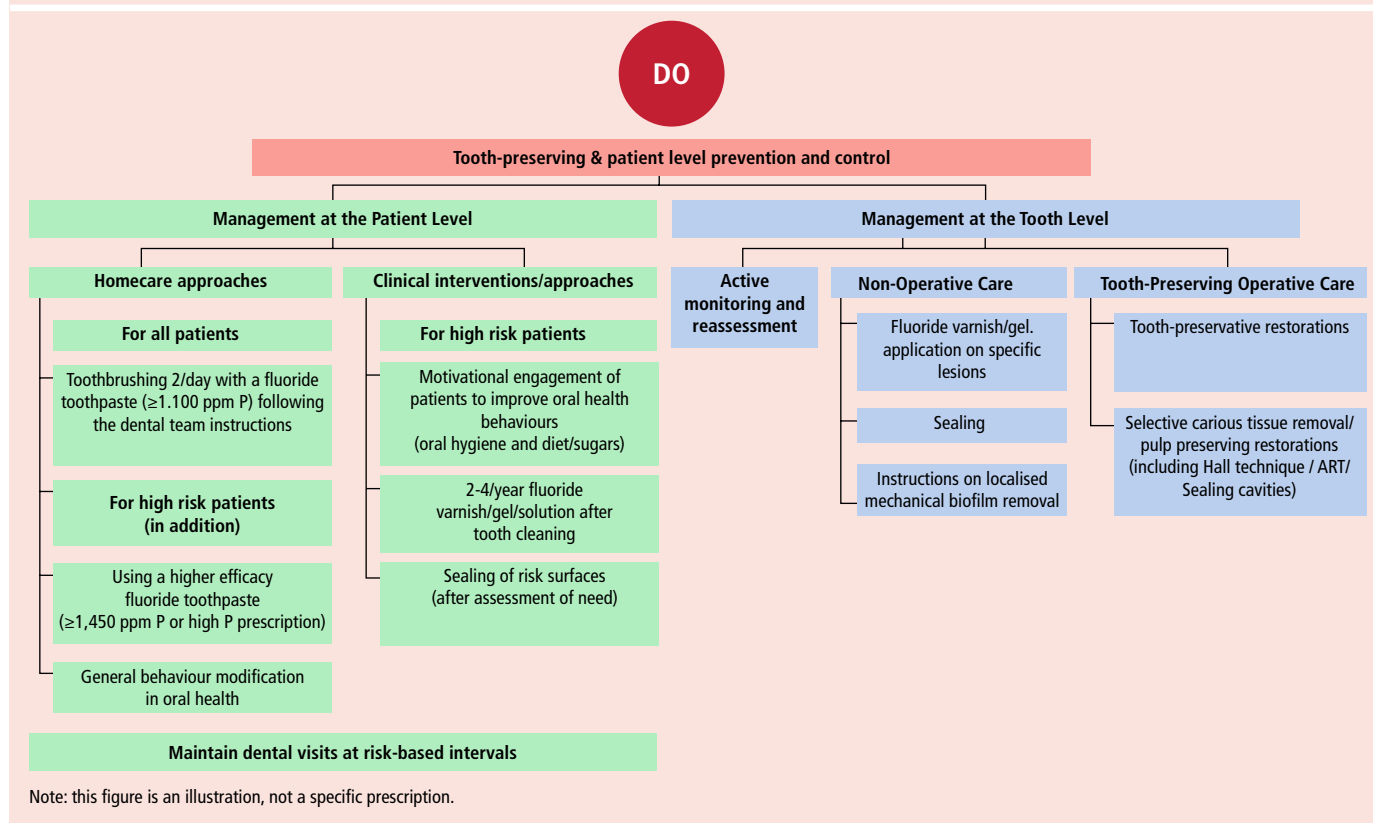 DO
Tooth-preserving & patient level prevention and control
Management at the Patient Level
Homecare approaches
For all patients
Toothbrushing 2/day with a fluoride
toothpaste (≥1.100 ppm P) following
the dental team instructions
For high risk patients
(in addition)
Using a higher efficacy
fluoride toothpaste
(≥1,450 ppm P or high P prescription)
General behaviour modification
in oral health
Clinical interventions/approaches
For high risk patients
Motivational engagement of
patients to improve oral health
behaviours
(oral hygiene and diet/sugars)
2-4/year fluoride
varnish/gel/solution after
tooth cleaning
Sealing of risk surfaces
(after assessment of need)
Maintain dental visits at risk-based intervals
Management at the Tooth Level
Active
monitoring and
reassessment
Non-Operative Care
Fluoride varnish/gel.
application on specific
lesions
Sealing
Instructions on localised
mechanical biofilm removal
Tooth-Preserving Operative Care
Tooth-preservative restorations
Selective carious tissue removal/
pulp preserving restorations
(including Hall technique / ART/
Sealing cavities)
Note: this figure is an illustration, not a specific prescription.